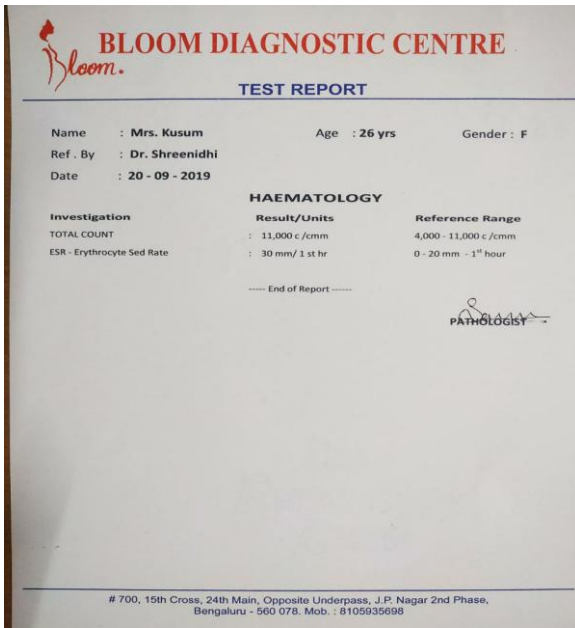 Bloom.
BLOOM DIAGNOSTIC CENTRE
TEST REPORT
Name : Mrs. Kusum Age : 26 yrs Gender : F
Ref . By : Dr. Shreenidhi
Date : 20 - 09 - 2019
HAEMATOLOGY
Investigation Result/Units Reference Range
TOTAL COUNT : 11,000 c /cmm 4,000 - 11,000 c /cmm
ESR - Erythrocyte Sed Rate : 30 mm/ 1 st hr 0 - 20 mm - 1st hour
----- End of Report ------
PATHOLOGIST
# 700, 15th Cross, 24th Main, Opposite Underpass, J.P. Nagar 2nd Phase,
Bengaluru - 560 078. Mob. : 8105935698